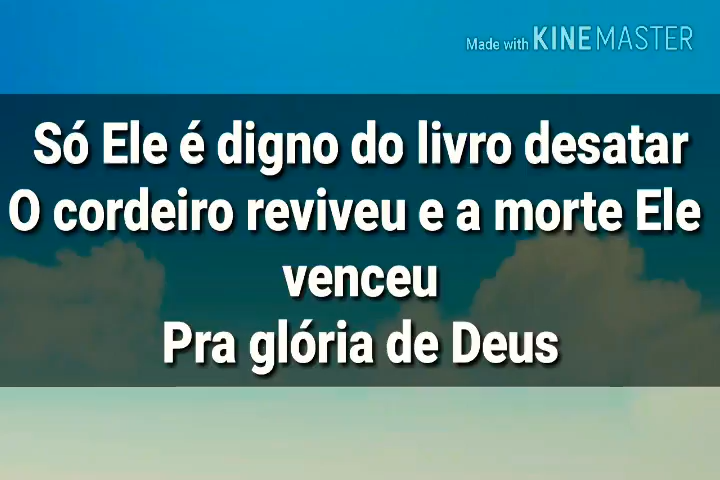 Made with KINEMASTER
Só Ele é digno do livro desatar
O cordeiro reviveu e a morte Ele
venceu
Pra glória de Deus